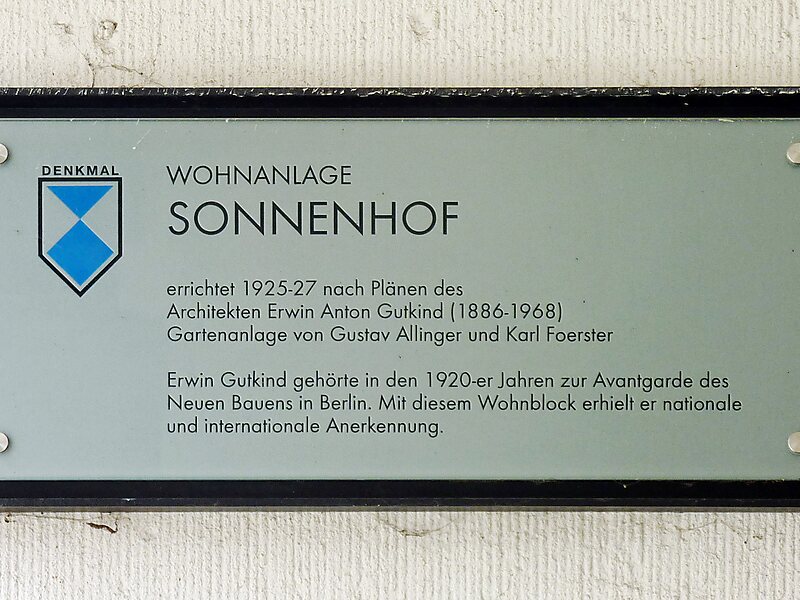 DENKMAL
WOHNANLAGE
SONNENHOF
errichtet 1925-27 nach Plänen des
Architekten Erwin Anton Gutkind (1886-1968)
Gartenanlage von Gustav Allinger und Karl Foerster
Erwin Gutkind gehörte in den 1920-er Jahren zur Avantgarde des
Neuen Bauens in Berlin. Mit diesem Wohnblock erhielt er nationale
und internationale Anerkennung.